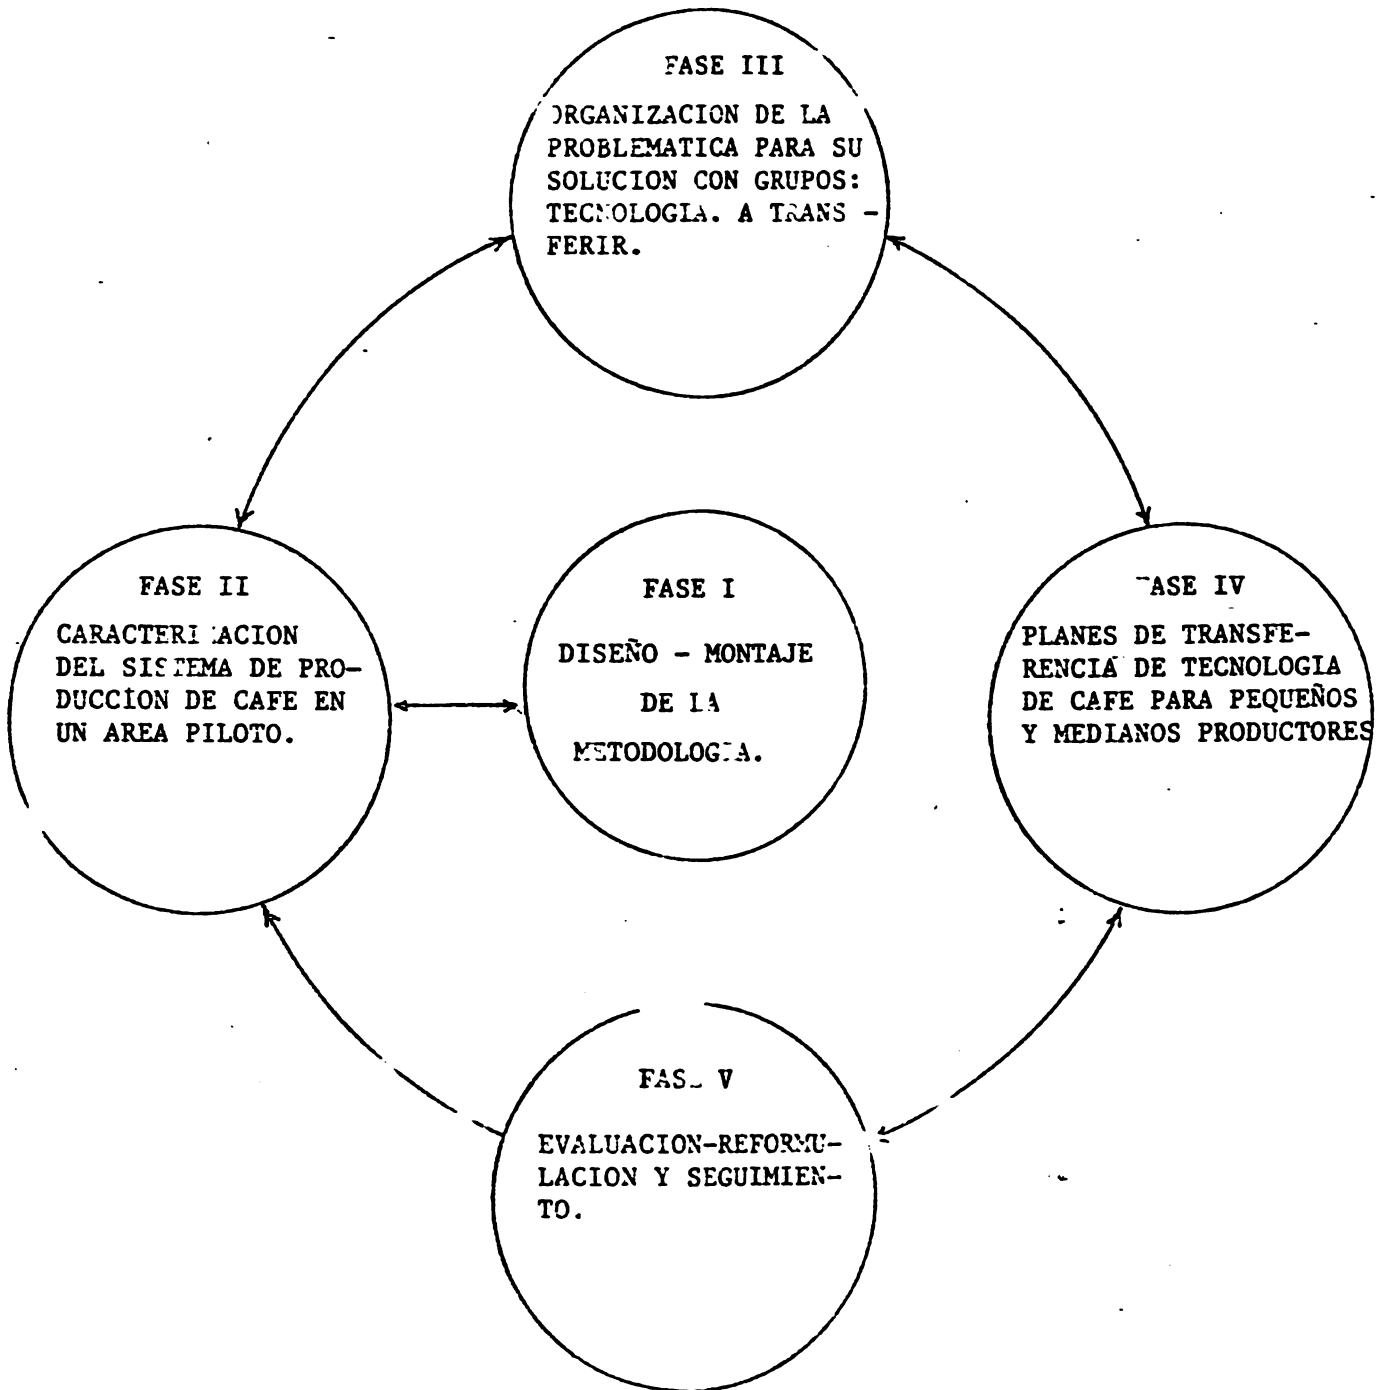 FASE III
ORGANIZACION DE LA
PROBLEMATICA PARA SU
SOLUCION CON GRUPOS:
TECNOLOGIA. A TRANS -
FERIR.
FASE II
CARACTERIZACION
DEL SISTEMA DE PRO-
DUCCION DE CAFE EN
UN AREA PILOTO.
FASE I
DISEÑO - MONTAJE
DE LA
METODOLOGIA.
FASE IV
PLANES DE TRANSFE-
RENCIA DE TECNOLOGIA
DE CAFE PARA PEQUEÑOS
Y MEDIANOS PRODUCTORES
FASE V
EVALUACION-REFORMU-
LACION Y SEGUIMIEN-
TO.